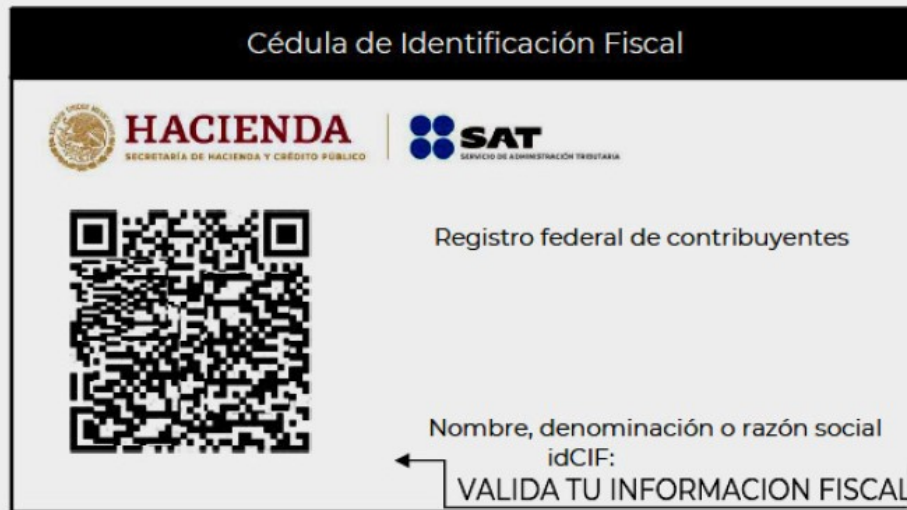 Cédula de Identificación Fiscal
HACIENDA
SECRETARÍA DE HACIENDA Y CRÉDITO PÚBLICO
SAT
SERVICIO DE ADMINISTRACIÓN TRIBUTARIA
Registro federal de contribuyentes
Nombre, denominación o razón social
idCIF:
VALIDA TU INFORMACION FISCAL